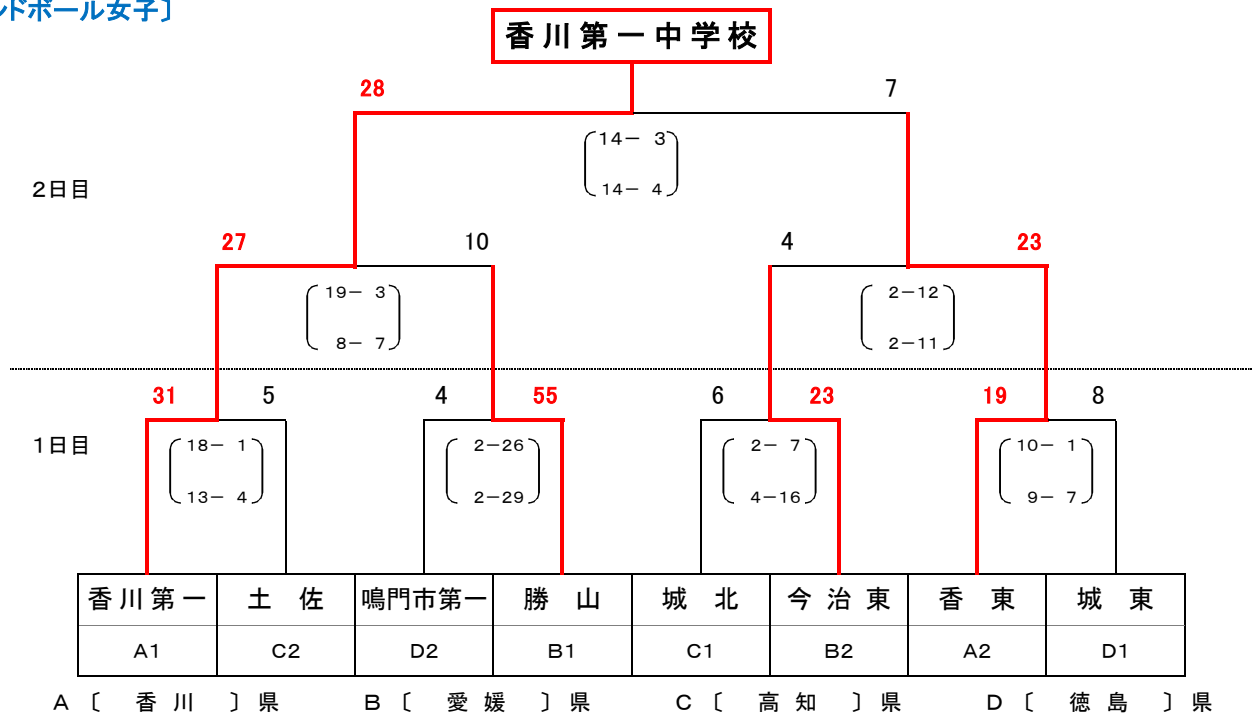 ンドボール女子〕
香川第一中学校
28 7
14－ 3
14－ 4
2日目
27 10 4 23
19－ 3 2－12
8－ 7 2－11
31 5 4 55 6 23 19 8
1日目
18－ 1 2－26 2－ 7 10－ 1
13－ 4 2－29 4－16 9－ 7
香川第一 土佐 鳴門市第一 勝山 城北 今治東 香東 城東
A1 C2 D2 B1 C1 B2 A2 D1
A〔 香川 〕県 B〔 愛媛 〕県 C〔 高知 〕県 D〔 徳島 〕県